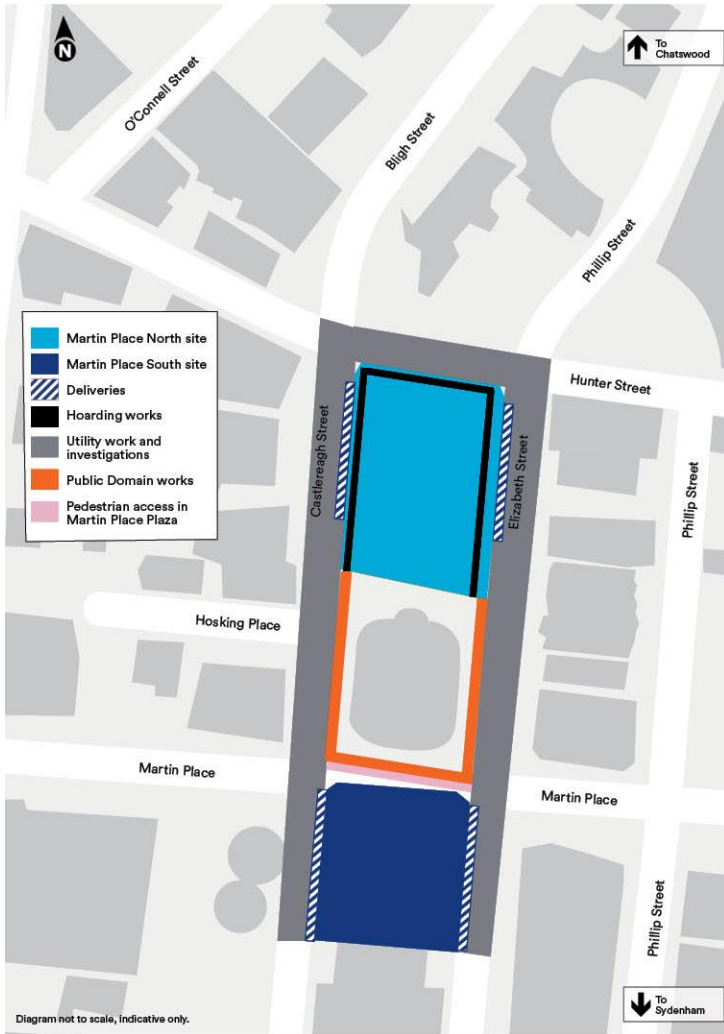 N
To
Chatswood
O'Connell Street
Bligh Street
Phillip Street
Martin Place North site
Martin Place South site
Deliveries
Hoarding works
Utility work and
investigations
Public Domain works
Pedestrian access in
Martin Place Plaza
Hunter Street
Castlereagh Street
Elizabeth Street
Phillip Street
Hosking Place
Martin Place
Martin Place
Phillip Street
To
Sydenham
Diagram not to scale, indicative only.